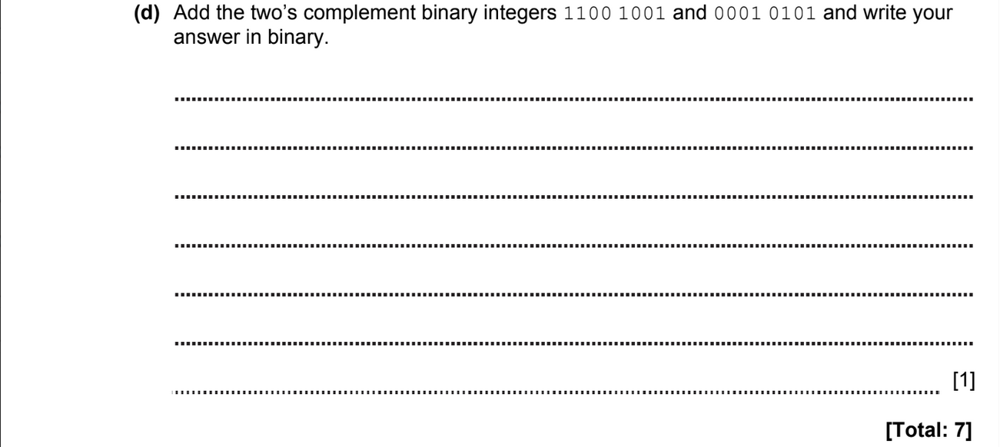 (d) Add the two’s complement binary integers 1100 1001 and 0001 0101 and write your
answer in binary.
[1]
[Total: 7]